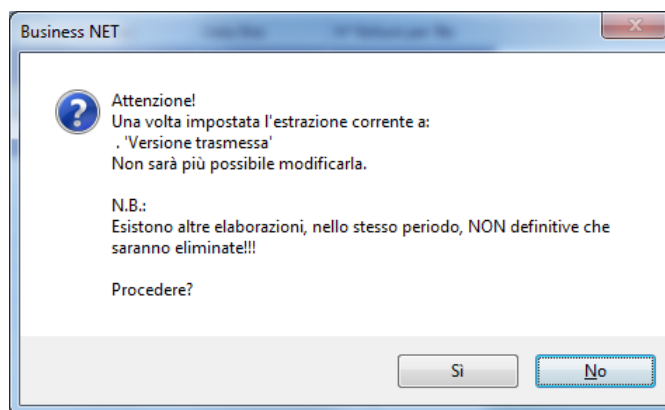 Business NET
Attenzione!
Una volta impostata l'estrazione corrente a:
. 'Versione trasmessa'
Non sarà più possibile modificarla.
N.B.:
Esistono altre elaborazioni, nello stesso periodo, NON definitive che
saranno eliminate!!!
Procedere?
Sì
No